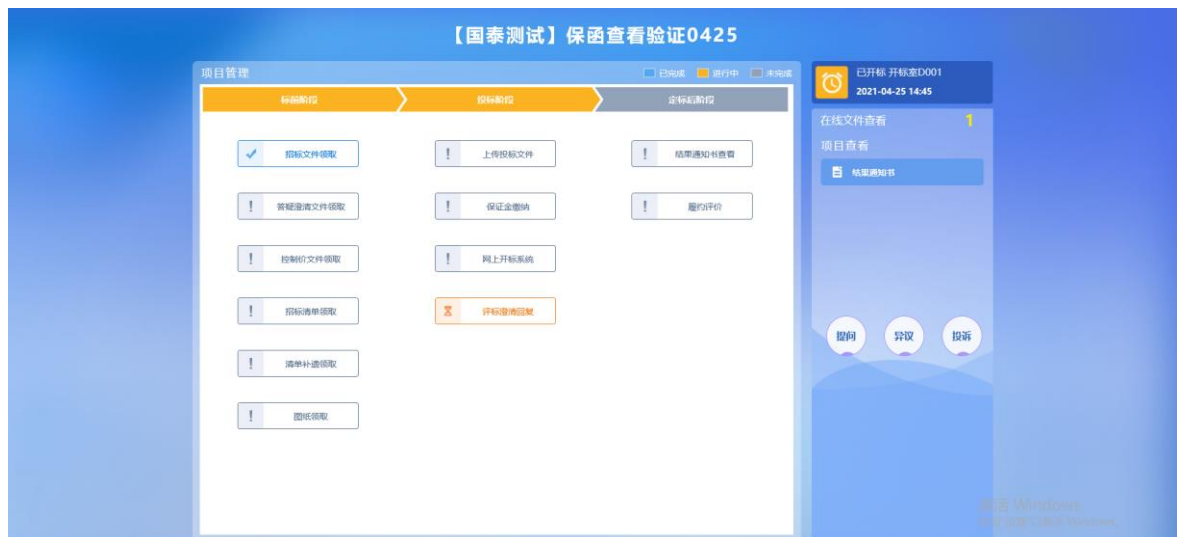 【国泰测试】保函查看验证0425
项目管理
已完成 进行中 未完成
标前阶段 投标阶段 定标后阶段
招标文件领取 上传投标文件 结果通知书查看
答疑澄清文件领取 保证金缴纳 履约评价
控制价文件领取 网上开标系统
招标清单领取 评标澄清回复
清单补遗领取
图纸领取
已开标 开标室D001
2021-04-25 14:45
在线文件查看 1
项目查看
结果通知书
提问 异议 投诉
激活 Windows